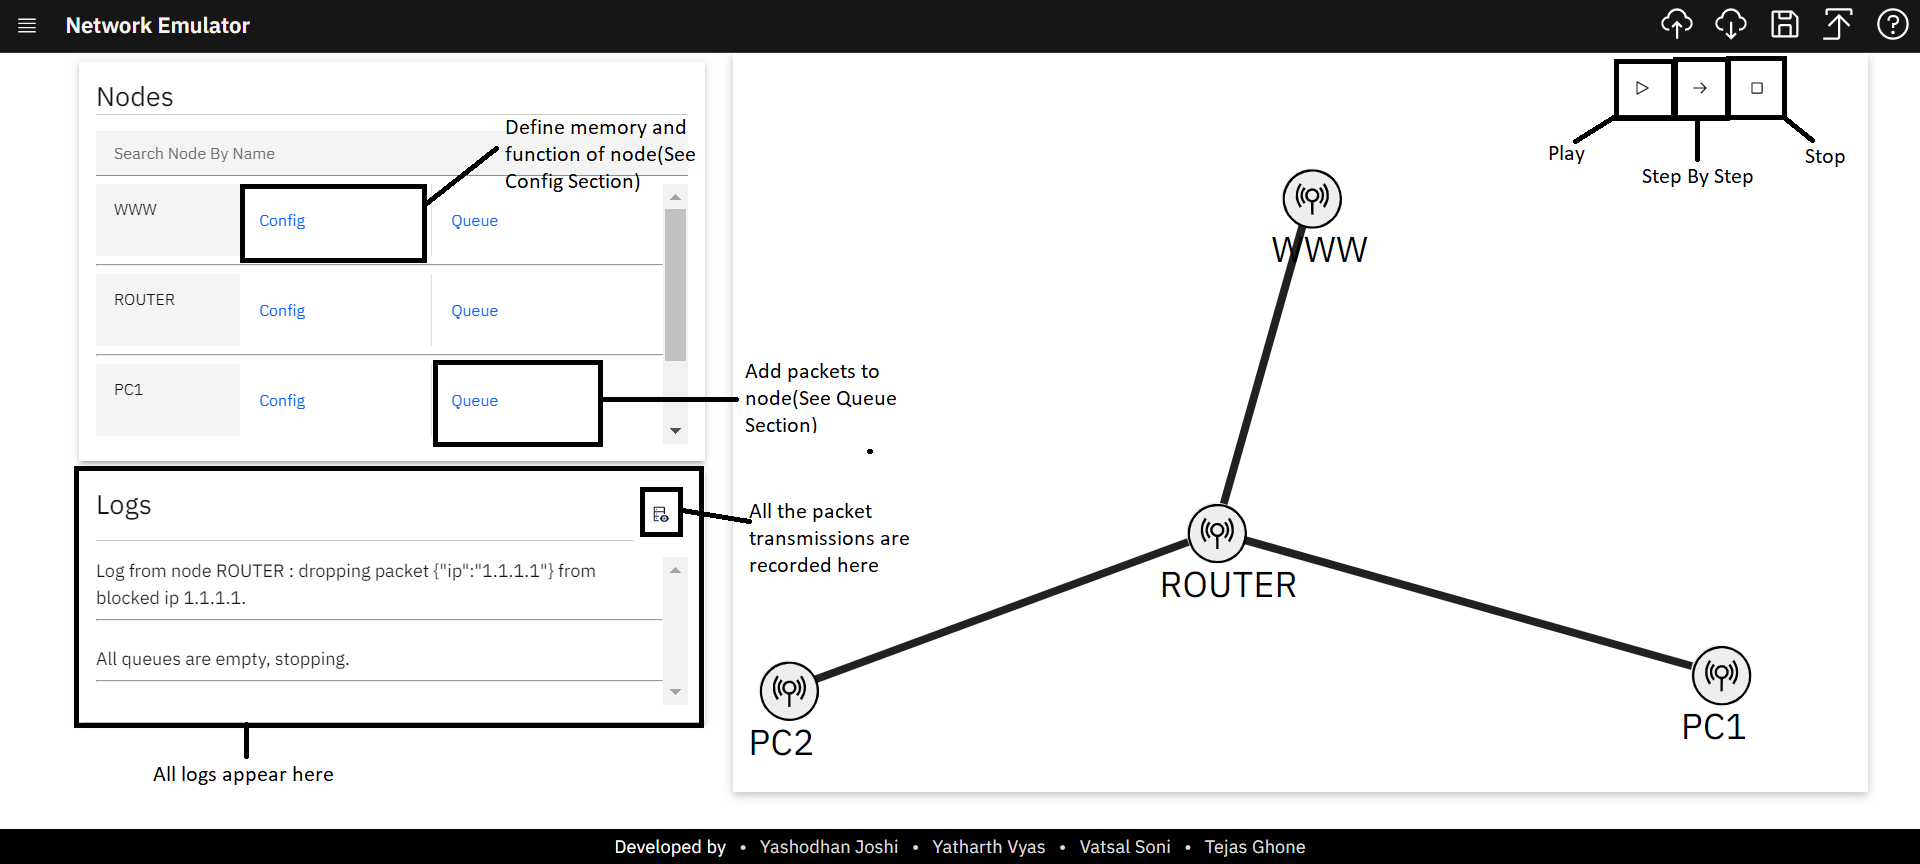 Network Emulator
Nodes
Search Node By Name
Define memory and
function of node(See
Config Section)
WWW
Config
Queue
ROUTER
Config
Queue
PC1
Config
Queue
Add packets to
node(See Queue
Section)
Logs
All the packet
transmissions are
recorded here
Log from node ROUTER : dropping packet {"ip":"1.1.1.1"} from
blocked ip 1.1.1.1.
All queues are empty, stopping.
All logs appear here
Play
Step By Step
Stop
WWW
ROUTER
PC2
PC1
Developed by • Yashodhan Joshi • Yatharth Vyas • Vatsal Soni • Tejas Ghone